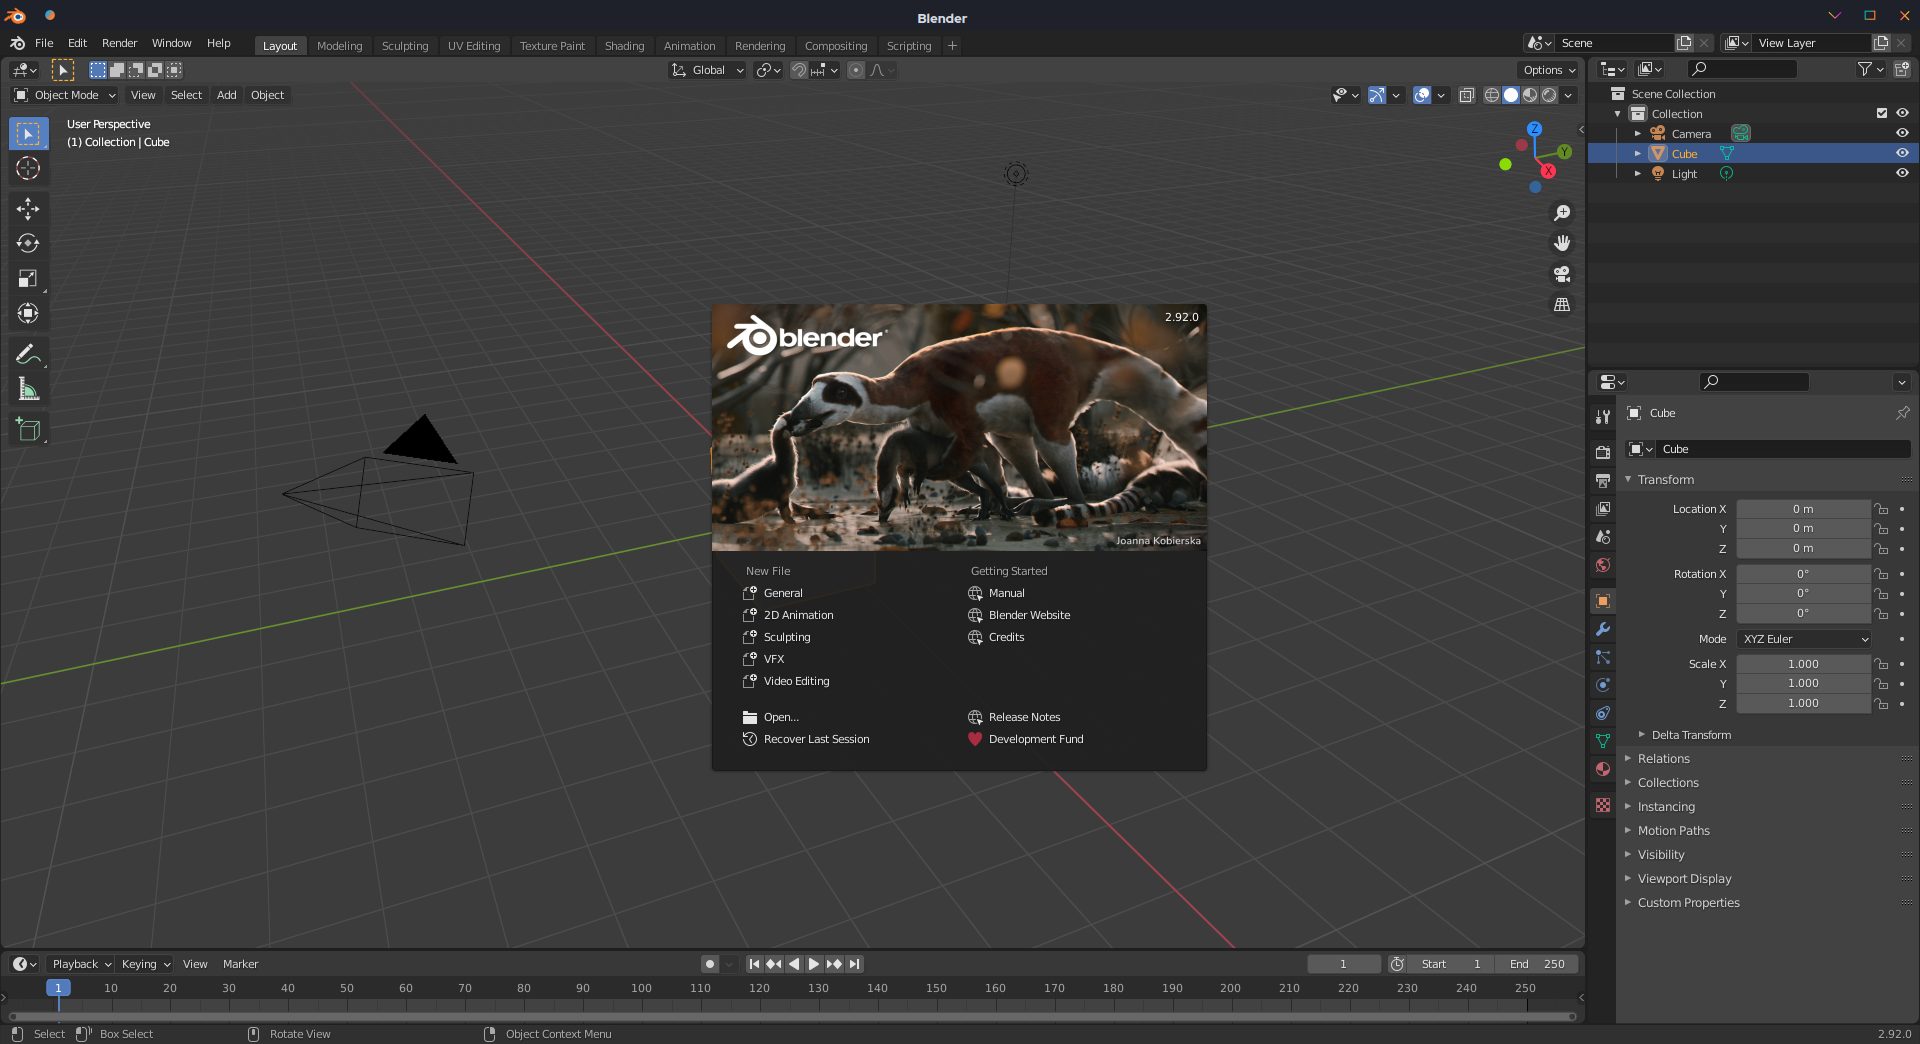 Blender
File Edit Render Window Help Layout Modeling Sculpting UV Editing Texture Paint Shading Animation Rendering Compositing Scripting + Scene View Layer
Global Options
Object Mode View Select Add Object
User Perspective
(1) Collection | Cube
Z
Y
X
Scene Collection
Collection
Camera
Cube
Light
blender
2.92.0
Joanna Kobierska
New File
General
2D Animation
Sculpting
VFX
Video Editing
Open...
Recover Last Session
Getting Started
Manual
Blender Website
Credits
Release Notes
Development Fund
Cube
Cube
Transform
Location X 0 m
Y 0 m
Z 0 m
Rotation X 0°
Y 0°
Z 0°
Mode XYZ Euler
Scale X 1.000
Y 1.000
Z 1.000
Delta Transform
Relations
Collections
Instancing
Motion Paths
Visibility
Viewport Display
Custom Properties
Playback Keying View Marker 1 Start 1 End 250
1 10 20 30 40 50 60 70 80 90 100 110 120 130 140 150 160 170 180 190 200 210 220 230 240 250
Select Box Select Rotate View Object Context Menu 2.92.0